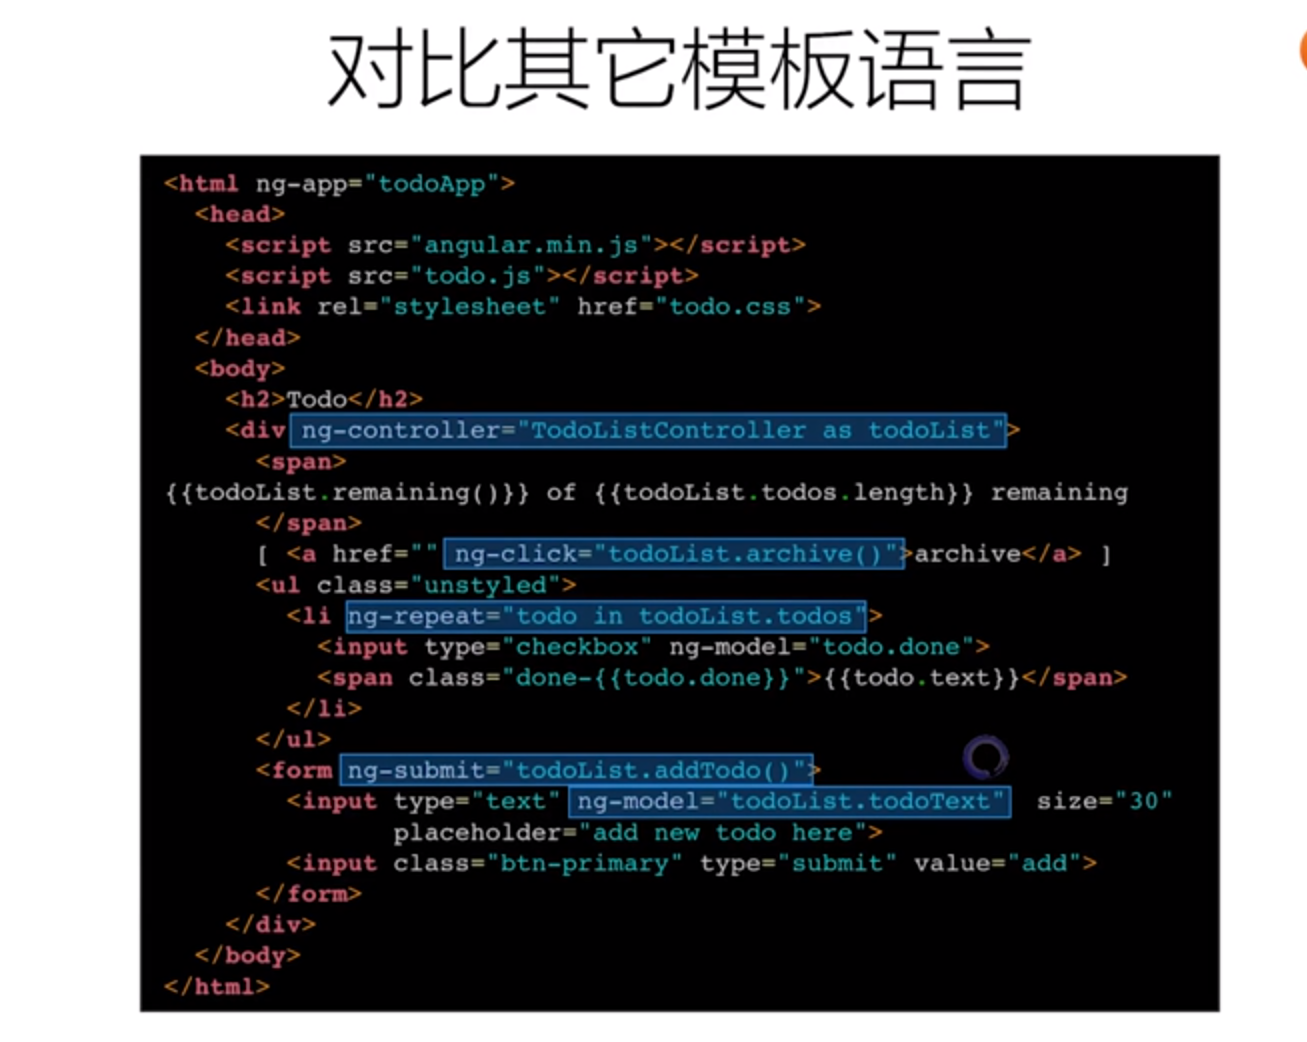 对比其它模板语言
<html ng-app="todoApp">
<head>
<script src="angular.min.js"></script>
<script src="todo.js"></script>
<link rel="stylesheet" href="todo.css">
</head>
<body>
<h2>Todo</h2>
<div ng-controller="TodoListController as todoList">
<span>
{{todoList.remaining()}} of {{todoList.todos.length}} remaining
</span>
[ <a href="" ng-click="todoList.archive()">archive</a> ]
<ul class="unstyled">
<li ng-repeat="todo in todoList.todos">
<input type="checkbox" ng-model="todo.done">
<span class="done-{{todo.done}}">{{todo.text}}</span>
</li>
</ul>
<form ng-submit="todoList.addTodo()">
<input type="text" ng-model="todoList.todoText" size="30"
placeholder="add new todo here">
<input class="btn-primary" type="submit" value="add">
</form>
</div>
</body>
</html>